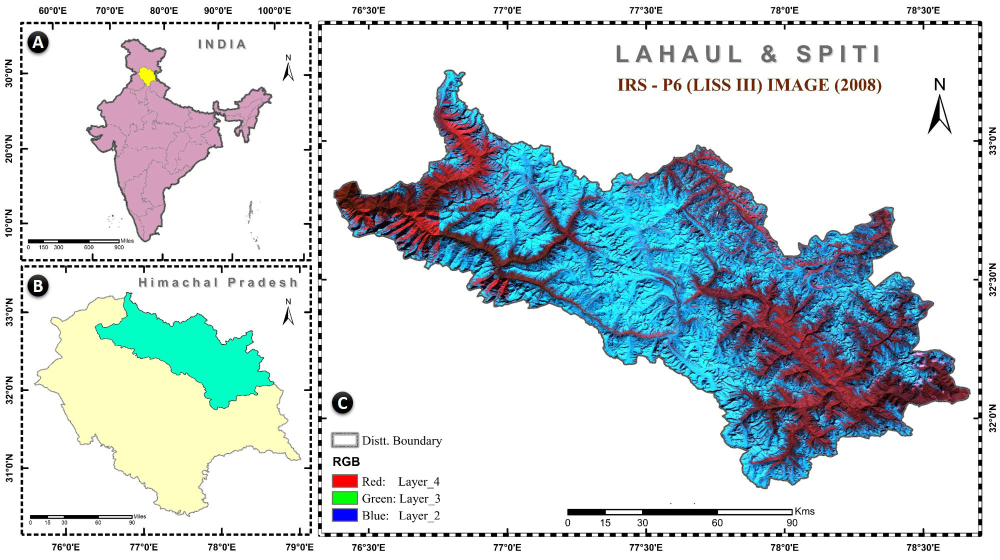 60°0'E 70°0'E 80°0'E 90°0'E 100°0'E
A
INDIA
N
30°0'N
20°0'N
10°0'N
0 150 300 600 900 Miles
B
Himachal Pradesh
N
33°0'N
32°0'N
31°0'N
0 15 30 60 90 Miles
76°0'E 77°0'E 78°0'E 79°0'E
76°30'E 77°0'E 77°30'E 78°0'E 78°30'E
LAHAUL & SPITI
IRS - P6 (LISS III) IMAGE (2008)
N
33°0'N
32°30'N
32°0'N
C
Distt. Boundary
RGB
Red: Layer_4
Green: Layer_3
Blue: Layer_2
Kms
0 15 30 60 90
76°30'E 77°0'E 77°30'E 78°0'E 78°30'E